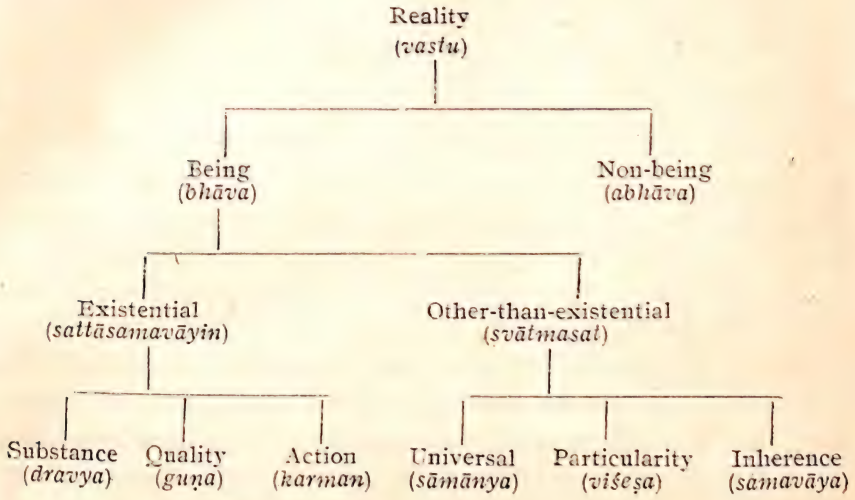 Reality
(vastu)
Being
(bhāva)
Non-being
(abhāva)
Existential
(sattāsamavāyin)
Other-than-existential
(svātmasat)
Substance
(dravya)
Quality
(guṇa)
Action
(karman)
Universal
(sāmānya)
Particularity
(viśeṣa)
Inherence
(samavāya)